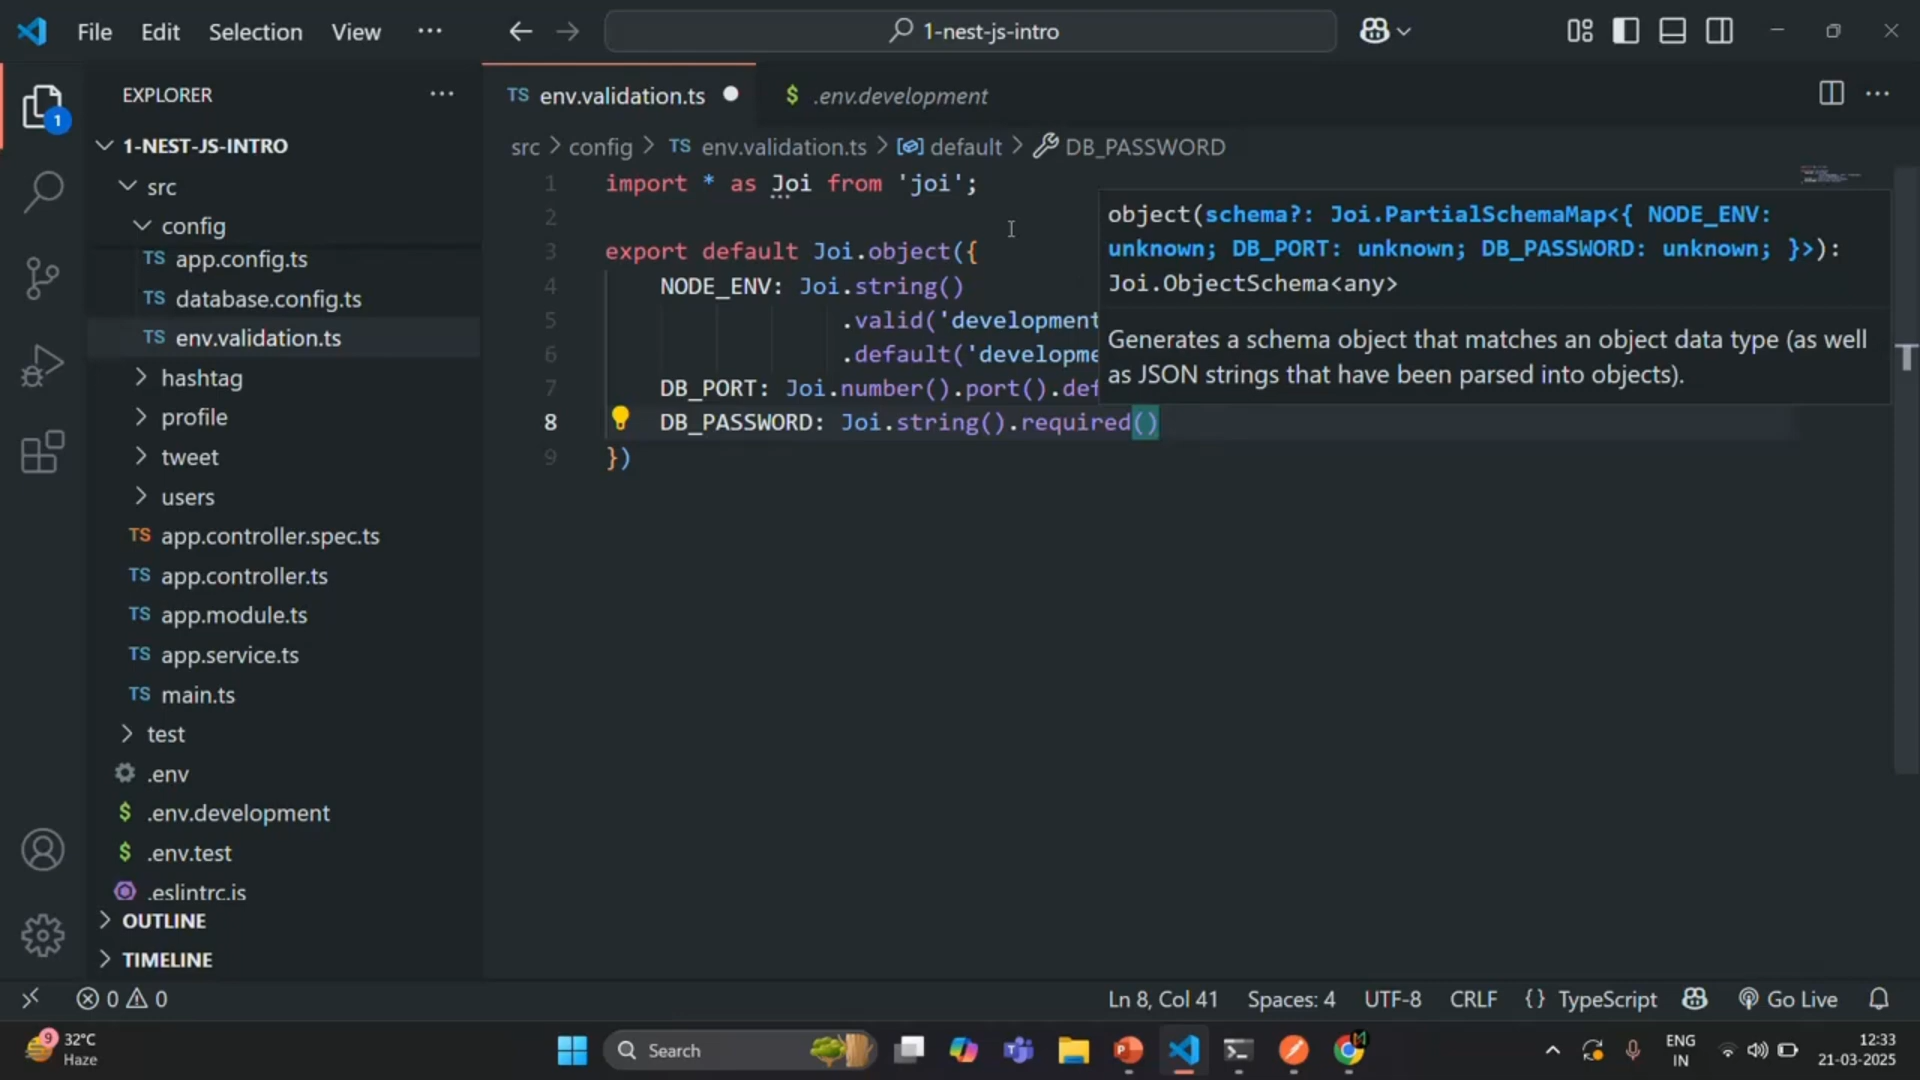 File Edit Selection View ···
1-nest-js-intro
EXPLORER
1
1-NEST-JS-INTRO
src
config
TS app.config.ts
TS database.config.ts
TS env.validation.ts
hashtag
profile
tweet
users
TS app.controller.spec.ts
TS app.controller.ts
TS app.module.ts
TS app.service.ts
TS main.ts
test
.env
$ .env.development
$ .env.test
.eslintrc.js
OUTLINE
TIMELINE
TS env.validation.ts
$ .env.development
src > config > TS env.validation.ts > default > DB_PASSWORD
1 import * as Joi from 'joi';
2
3 export default Joi.object({
4 NODE_ENV: Joi.string()
5 .valid('development
6 .default('developme
7 DB_PORT: Joi.number().port().def
8 DB_PASSWORD: Joi.string().required()
9 })
object(schema?: Joi.PartialSchemaMap<{ NODE_ENV:
unknown; DB_PORT: unknown; DB_PASSWORD: unknown; }>):
Joi.ObjectSchema<any>
Generates a schema object that matches an object data type (as well
as JSON strings that have been parsed into objects).
0 0
Ln 8, Col 41 Spaces: 4 UTF-8 CRLF {} TypeScript Go Live
9
32°C
Haze
Search
ENG
IN
12:33
21-03-2025